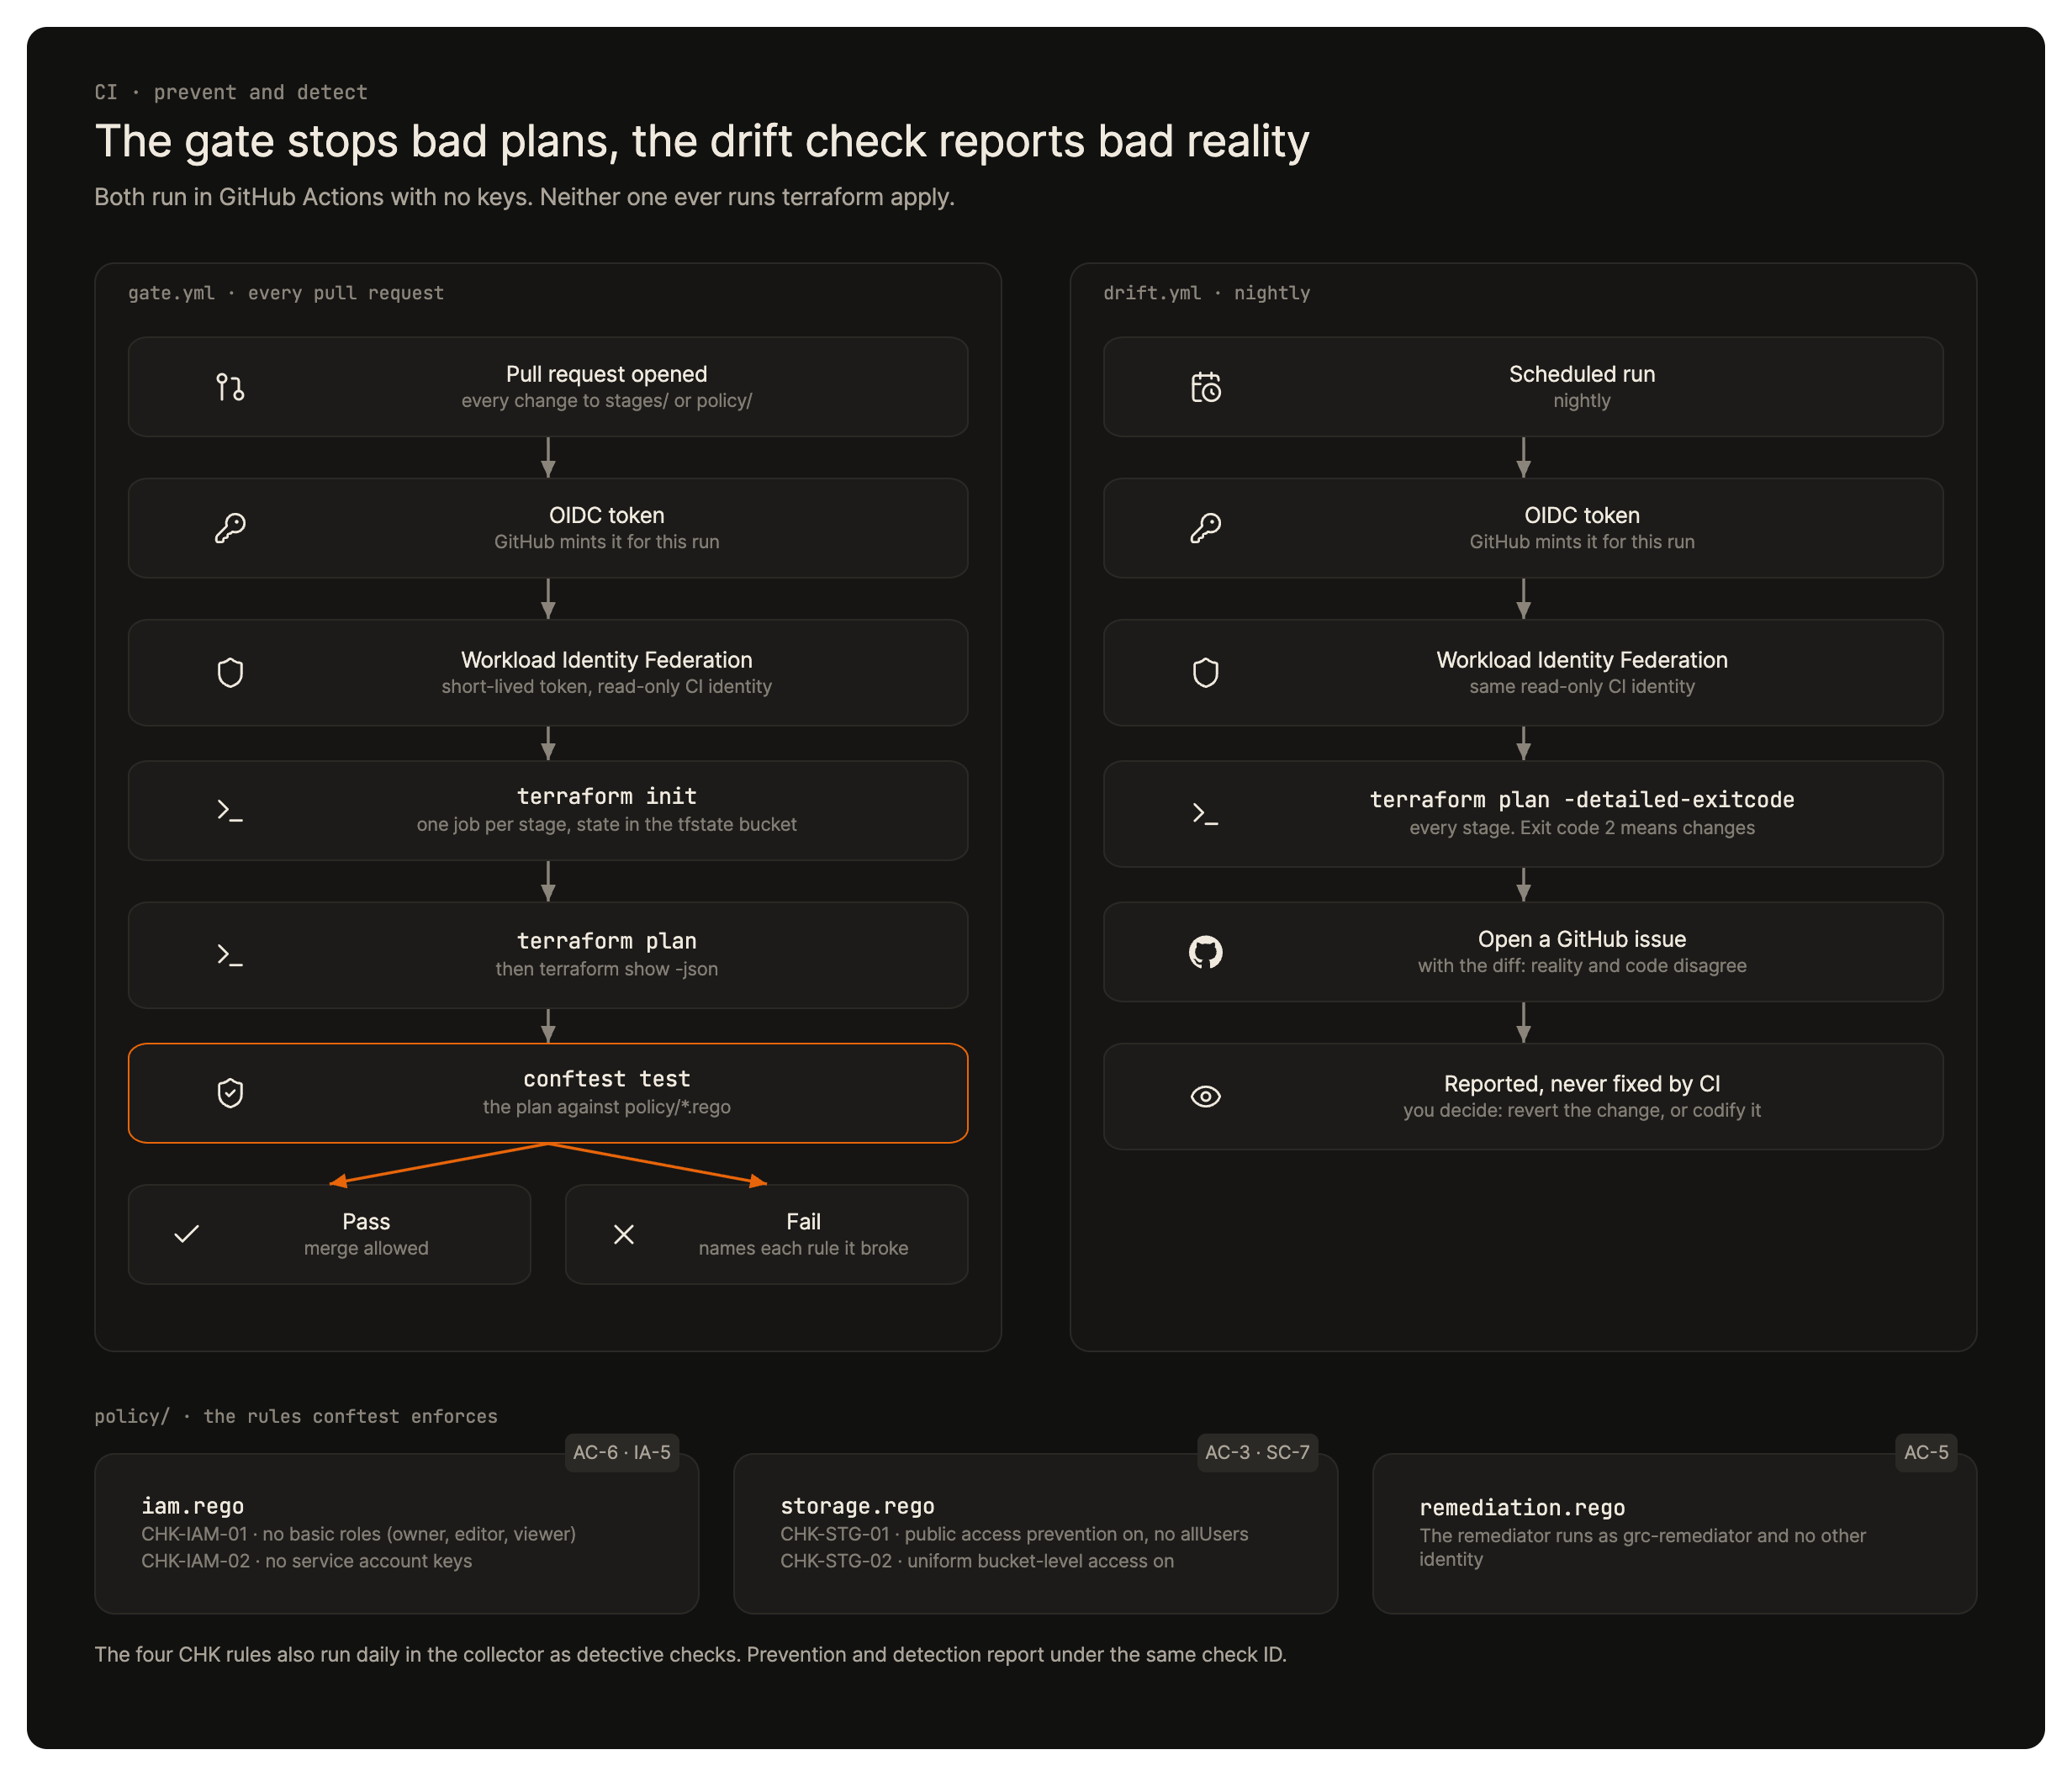 CI · prevent and detect
The gate stops bad plans, the drift check reports bad reality
Both run in GitHub Actions with no keys. Neither one ever runs terraform apply.
gate.yml · every pull request
Pull request opened
every change to stages/ or policy/
OIDC token
GitHub mints it for this run
Workload Identity Federation
short-lived token, read-only CI identity
terraform init
one job per stage, state in the tfstate bucket
terraform plan
then terraform show -json
conftest test
the plan against policy/*.rego
Pass
merge allowed
Fail
names each rule it broke
drift.yml · nightly
Scheduled run
nightly
OIDC token
GitHub mints it for this run
Workload Identity Federation
same read-only CI identity
terraform plan -detailed-exitcode
every stage. Exit code 2 means changes
Open a GitHub issue
with the diff: reality and code disagree
Reported, never fixed by CI
you decide: revert the change, or codify it
policy/ · the rules conftest enforces
AC-6 · IA-5
iam.rego
CHK-IAM-01 · no basic roles (owner, editor, viewer)
CHK-IAM-02 · no service account keys
AC-3 · SC-7
storage.rego
CHK-STG-01 · public access prevention on, no allUsers
CHK-STG-02 · uniform bucket-level access on
AC-5
remediation.rego
The remediator runs as grc-remediator and no other
identity
The four CHK rules also run daily in the collector as detective checks. Prevention and detection report under the same check ID.